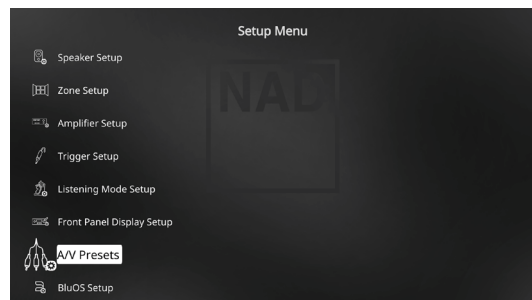 Setup Menu
Speaker Setup
Zone Setup
NAD
Amplifier Setup
Trigger Setup
Listening Mode Setup
Front Panel Display Setup
A/V Presets
BluOS Setup